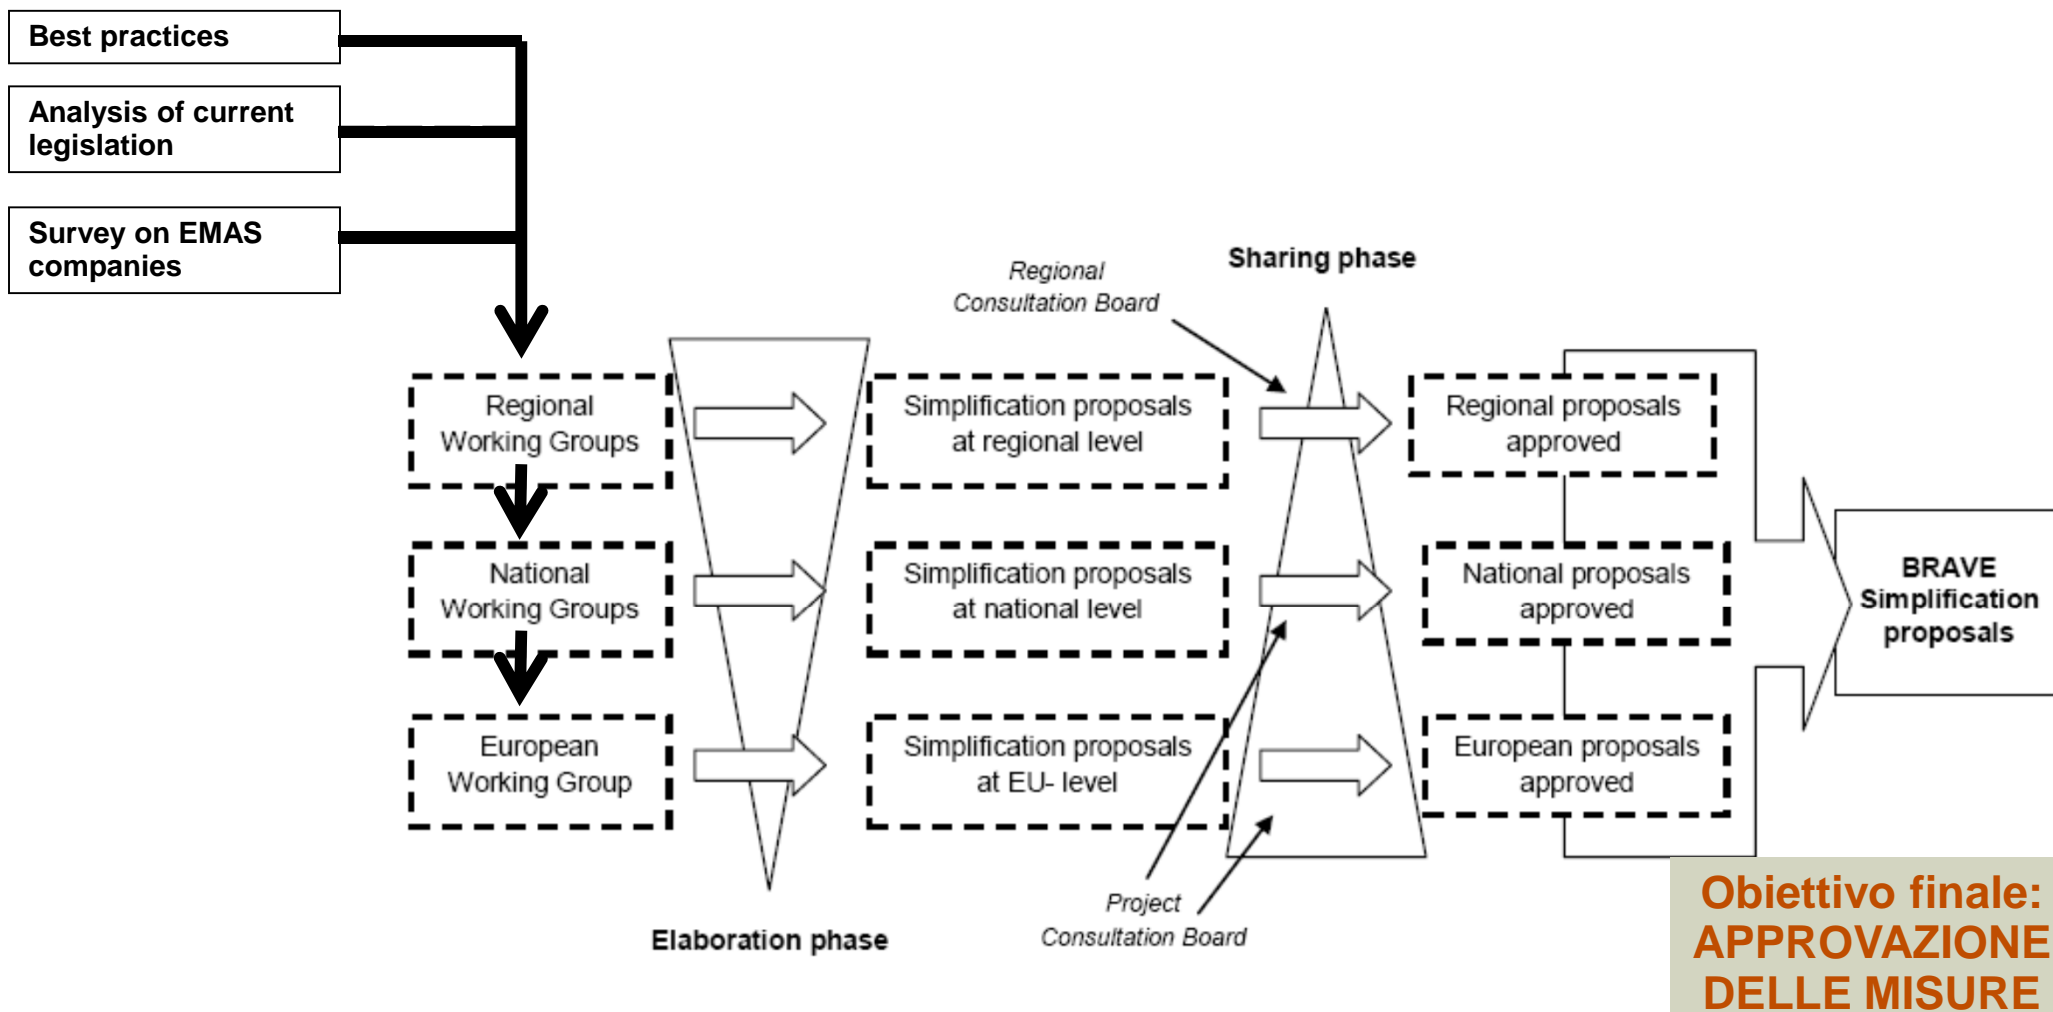 Best practices
Analysis of current
legislation
Survey on EMAS
companies
Regional
Consultation Board
Sharing phase
Regional
Working Groups
Simplification proposals
at regional level
Regional proposals
approved
National
Working Groups
Simplification proposals
at national level
National proposals
approved
BRAVE
Simplification
proposals
European
Working Group
Simplification proposals
at EU- level
European proposals
approved
Elaboration phase
Project
Consultation Board
Obiettivo finale:
APPROVAZIONE
DELLE MISURE